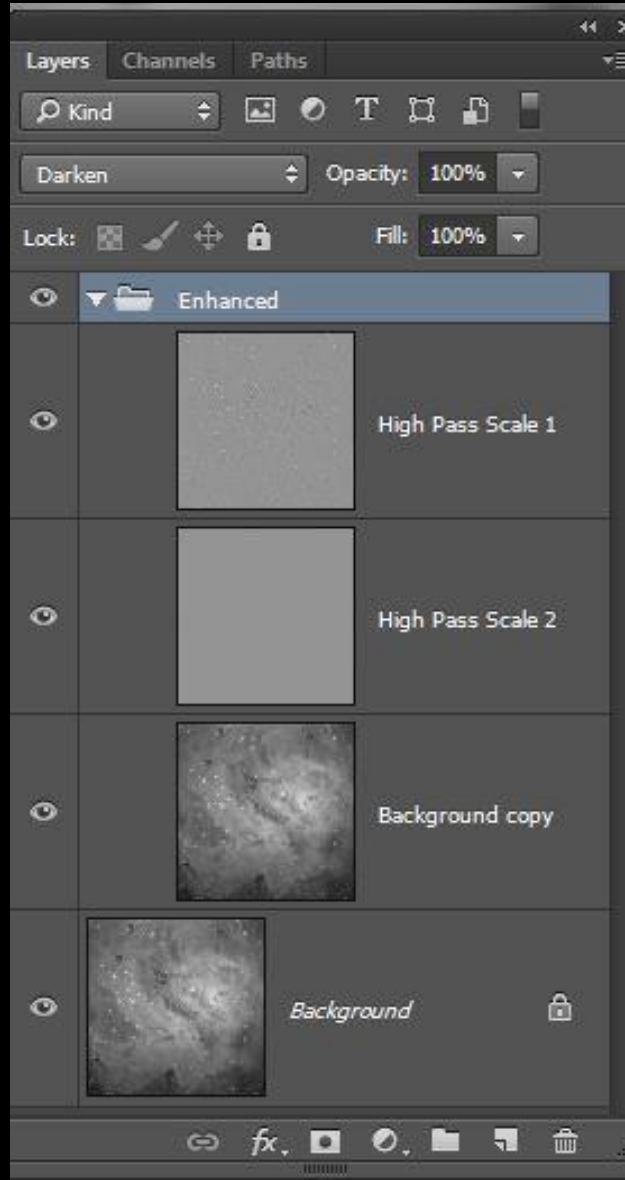 Layers Channels Paths
Kind
Darken Opacity: 100%
Lock: Fill: 100%
Enhanced
High Pass Scale 1
High Pass Scale 2
Background copy
Background
fx